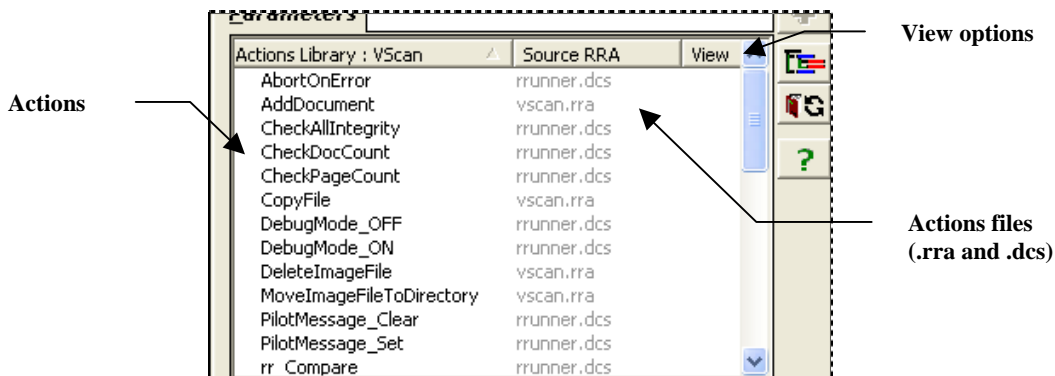 Parameters
View options
Actions Library : VScan Source RRA View
AbortOnError rrunner.dcs
AddDocument vscan.rra
Actions
CheckAllIntegrity rrunner.dcs
CheckDocCount rrunner.dcs
?
CheckPageCount rrunner.dcs
CopyFile vscan.rra
DebugMode_OFF rrunner.dcs
Actions files
DebugMode_ON rrunner.dcs
(.rra and .dcs)
DeleteImageFile vscan.rra
MoveImageFileToDirectory vscan.rra
PilotMessage_Clear rrunner.dcs
PilotMessage_Set rrunner.dcs
rr_Compare rrunner.dcs